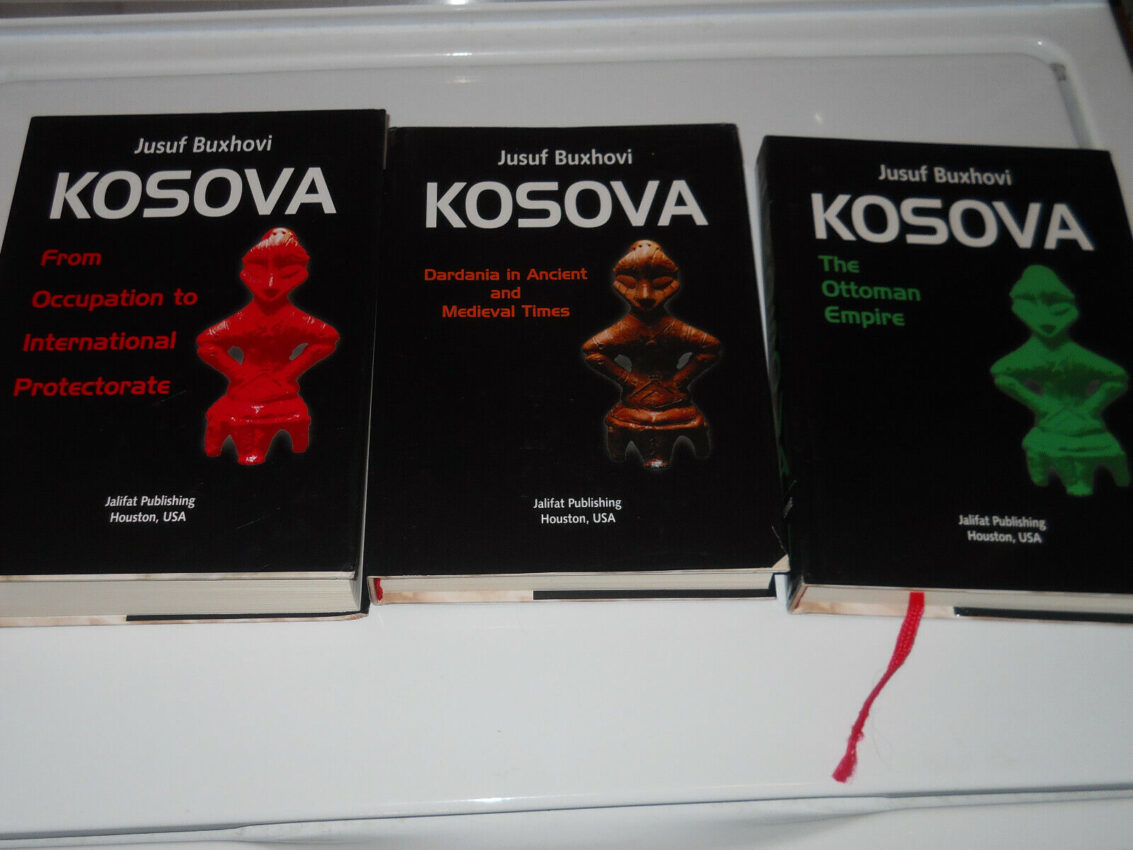 Jusuf Buxhovi
KOSOVA
From
Occupation to
International
Protectorate
Jalifat Publishing
Houston, USA
Jusuf Buxhovi
KOSOVA
Dardania in Ancient
and
Medieval Times
Jalifat Publishing
Houston, USA
Jusuf Buxhovi
KOSOVA
The
Ottoman
Empire
Jalifat Publishing
Houston, USA